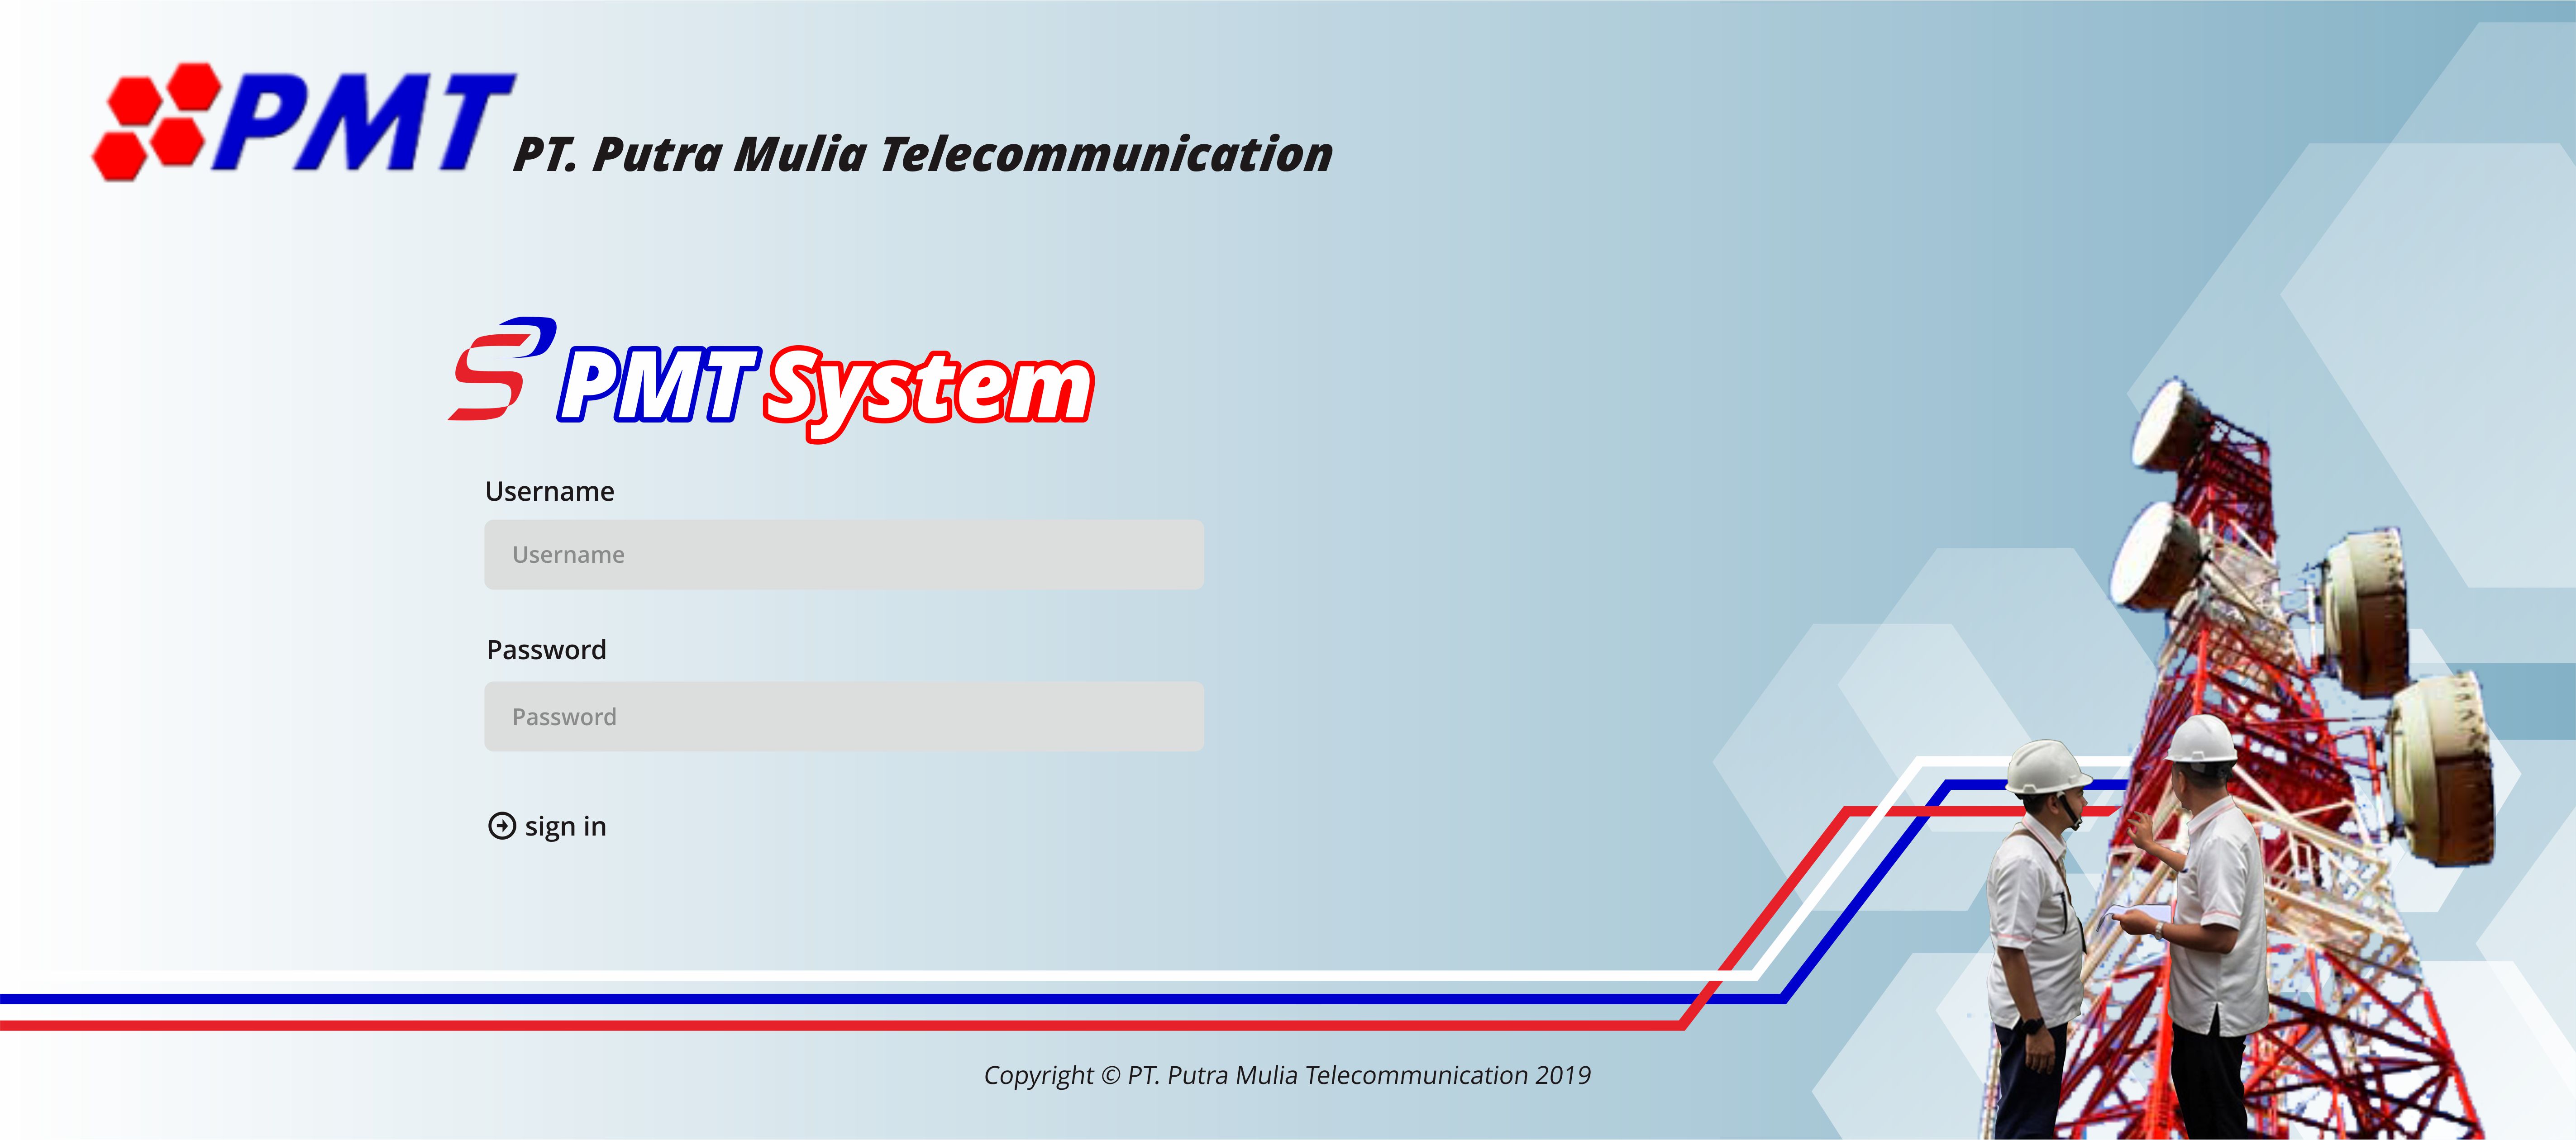 PMT PT. Putra Mulia Telecommunication
S PMT System
Username
Username
Password
Password
sign in
Copyright © PT. Putra Mulia Telecommunication 2019